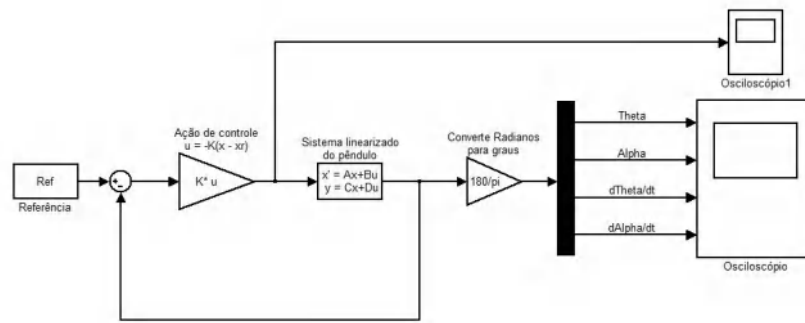 Osciloscópio1
Theta
Alpha
dTheta/dt
dAlpha/dt
Osciloscópio
Ação de controle
u = -K(x - xr)
K* u
Sistema linearizado
do pêndulo
x' = Ax+Bu
y = Cx+Du
Converte Radianos
para graus
180/pi
Ref
Referência